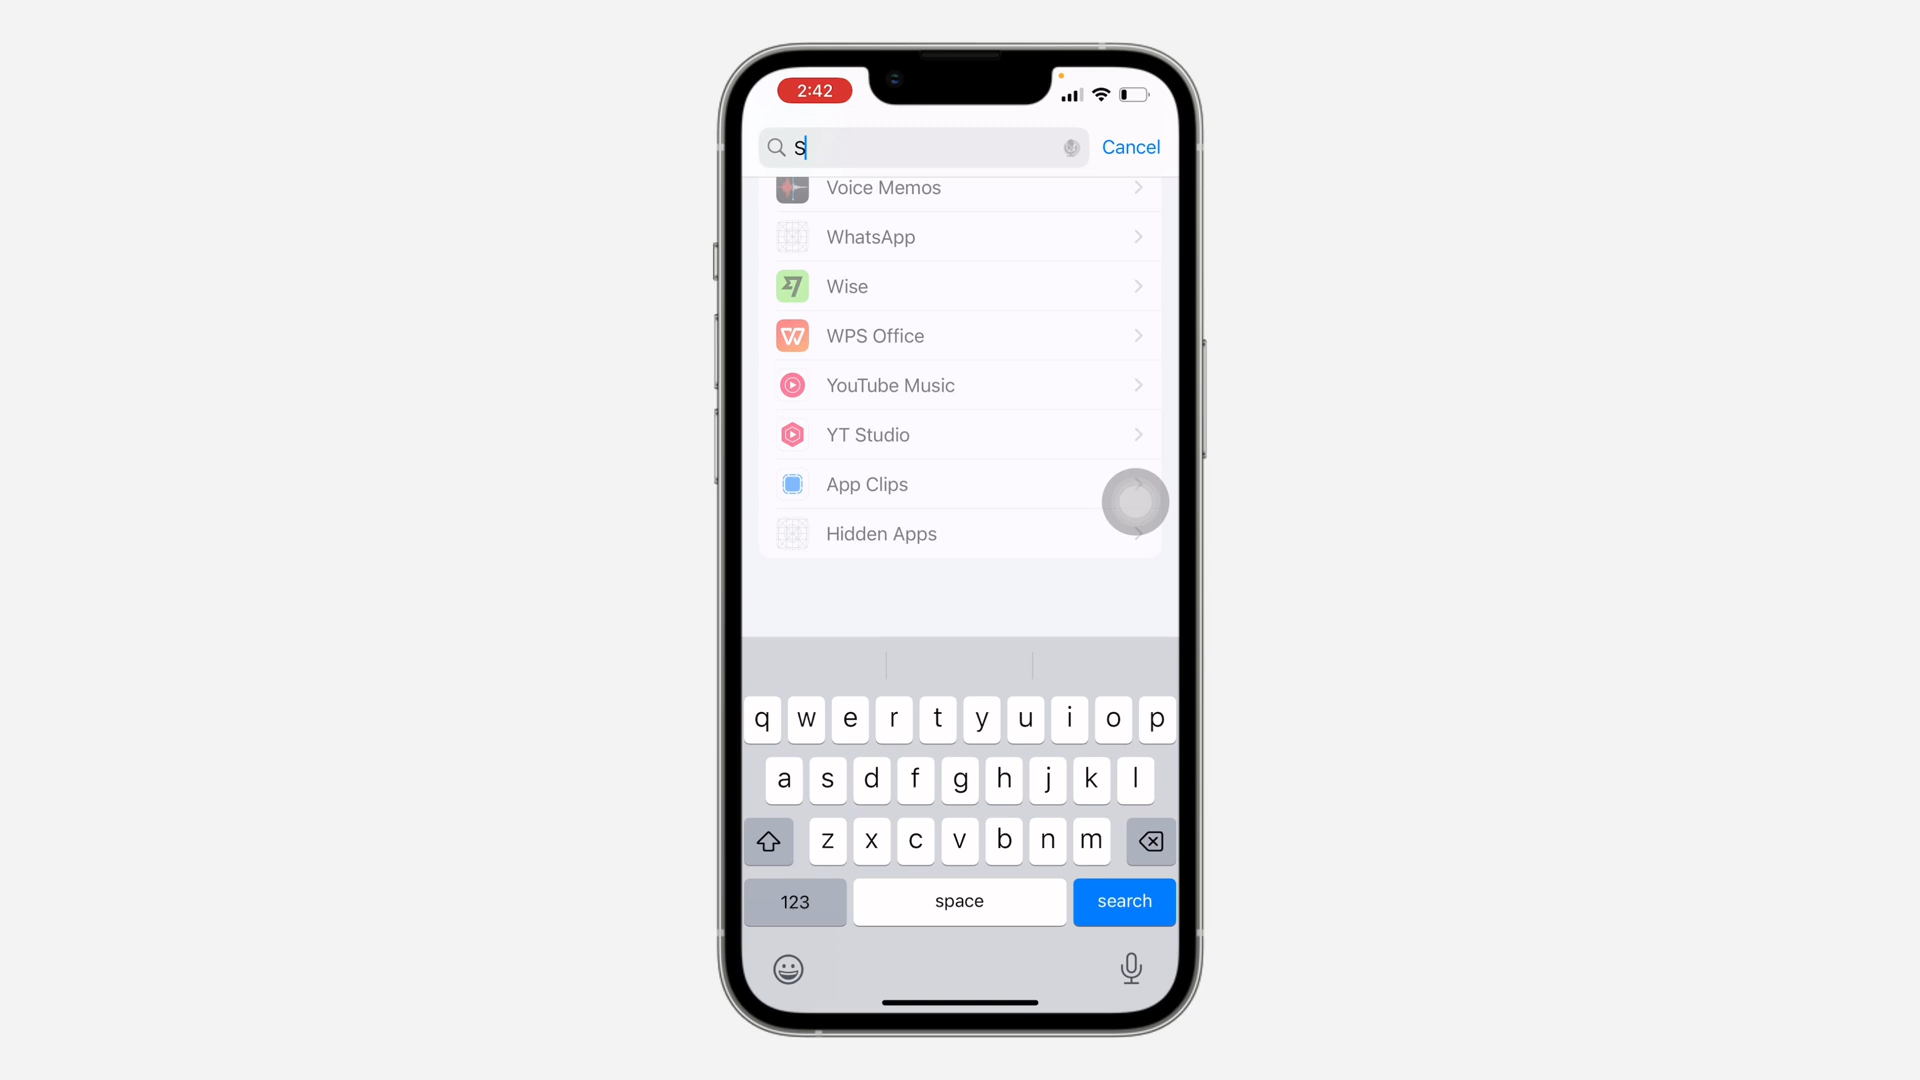 2:42
S
Cancel
Voice Memos
WhatsApp
Wise
WPS Office
YouTube Music
YT Studio
App Clips
Hidden Apps
q w e r t y u i o p
a s d f g h j k l
z x c v b n m
123 space search